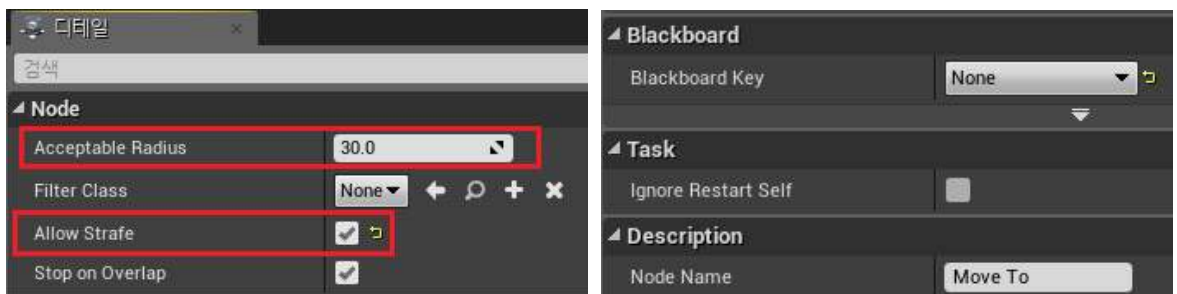 디테일
검색
Node
Acceptable Radius 30.0
Filter Class None
Allow Strafe
Stop on Overlap
Blackboard
Blackboard Key None
Task
Ignore Restart Self
Description
Node Name Move To